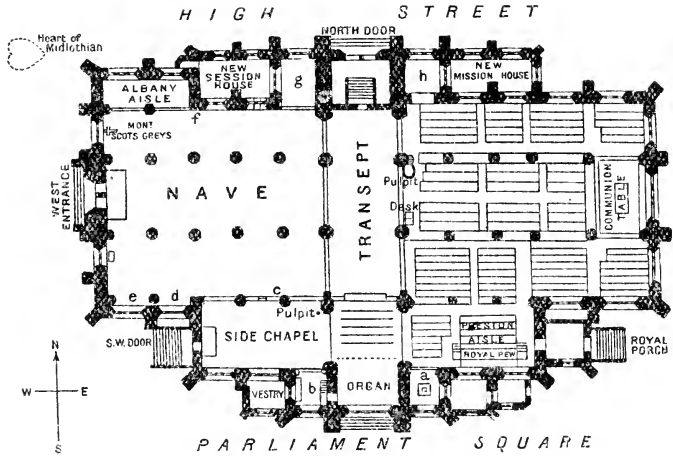 HIGH STREET
Heart of
Midlothian
NORTH DOOR
NEW
SESSION
HOUSE
g
h
NEW
MISSION HOUSE
ALBANY
AISLE
f
MONT
SCOTS GREYS
WEST
ENTRANCE
NAVE
TRANSEPT
Pulpit
Desk
COMMUNION
TABLE
e
d
c
Pulpit
S.W. DOOR
SIDE CHAPEL
PRESTON
AISLE
ROYAL PEW
ROYAL
PORCH
N
W
E
S
VESTRY
b
ORGAN
a
PARLIAMENT SQUARE